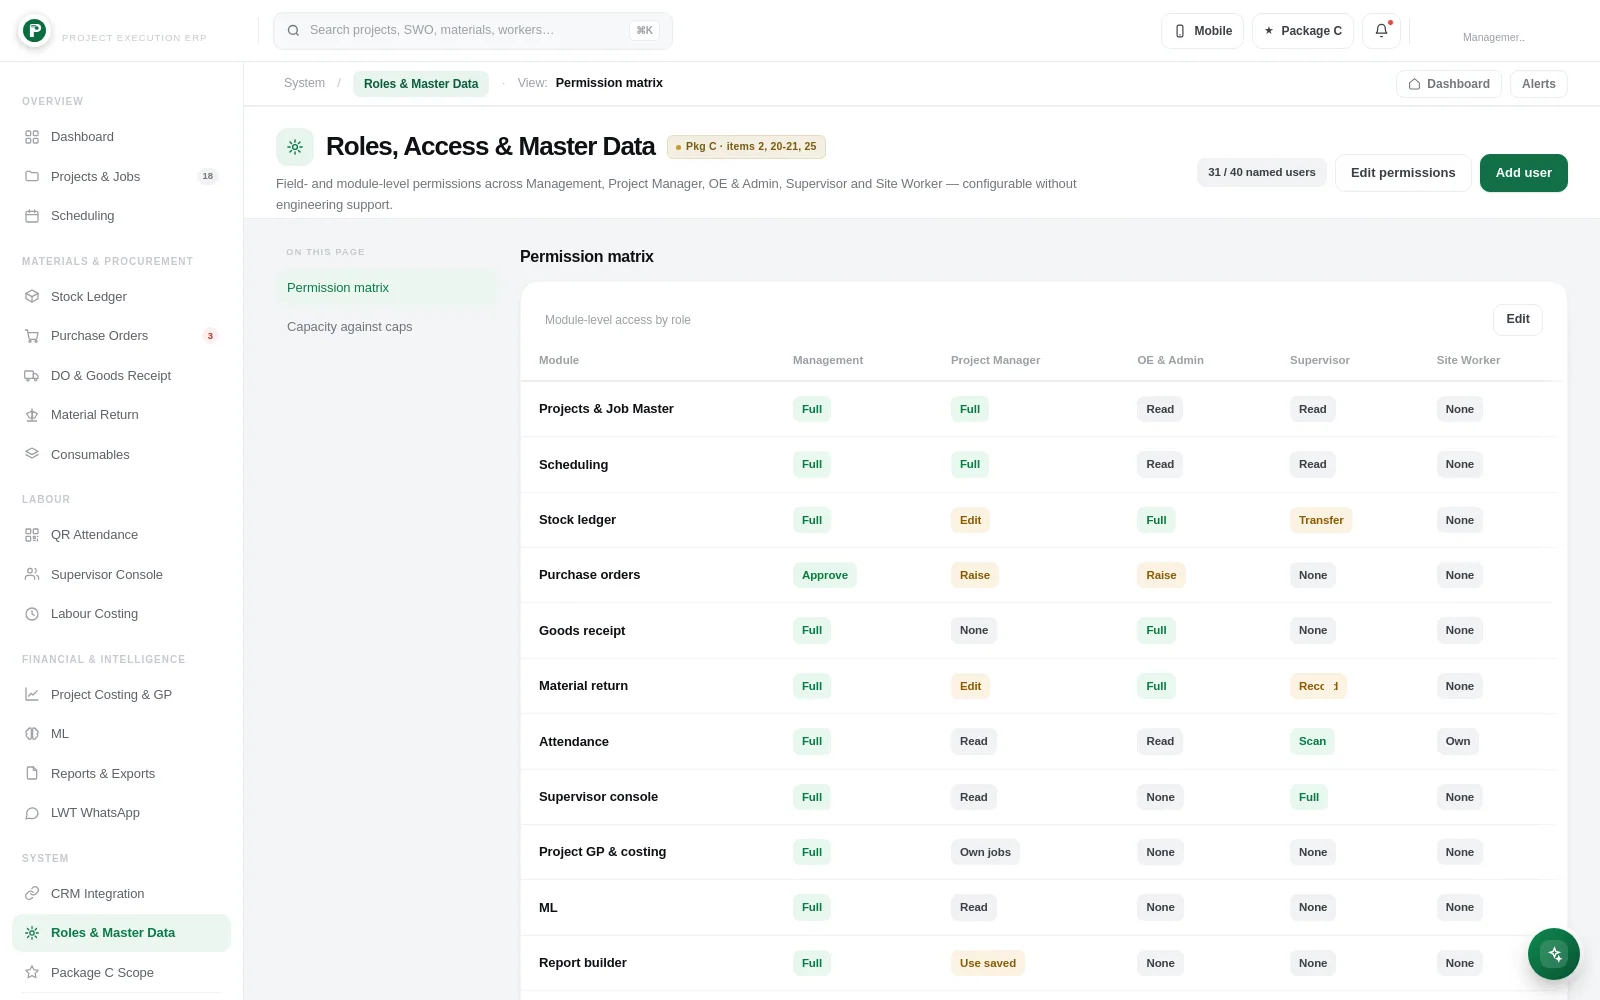 PROJECT EXECUTION ERP
Search projects, SWO, materials, workers…
⌘K
Mobile
★ Package C
System / Roles & Master Data · View: Permission matrix
Dashboard
Alerts
OVERVIEW
Dashboard
Projects & Jobs 18
Scheduling
MATERIALS & PROCUREMENT
Stock Ledger
Purchase Orders 3
DO & Goods Receipt
Material Return
Consumables
LABOUR
QR Attendance
Supervisor Console
Labour Costing
FINANCIAL & INTELLIGENCE
Project Costing & GP
ML
Reports & Exports
LWT WhatsApp
SYSTEM
CRM Integration
Roles & Master Data
Package C Scope
Roles, Access & Master Data
Pkg C · items 2, 20-21, 25
Field- and module-level permissions across Management, Project Manager, OE & Admin, Supervisor and Site Worker — configurable without
engineering support.
31 / 40 named users
Edit permissions
Add user
ON THIS PAGE
Permission matrix
Capacity against caps
Permission matrix
Module-level access by role
Edit
Module Management Project Manager OE & Admin Supervisor Site Worker
Projects & Job Master Full Full Read Read None
Scheduling Full Full Read Read None
Stock ledger Full Edit Full Transfer None
Purchase orders Approve Raise Raise None None
Goods receipt Full None Full None None
Material return Full Edit Full None
Attendance Full Read Read Scan Own
Supervisor console Full Read None Full None
Project GP & costing Full Own jobs None None None
ML Full Read None None None
Report builder Full Use saved None None None